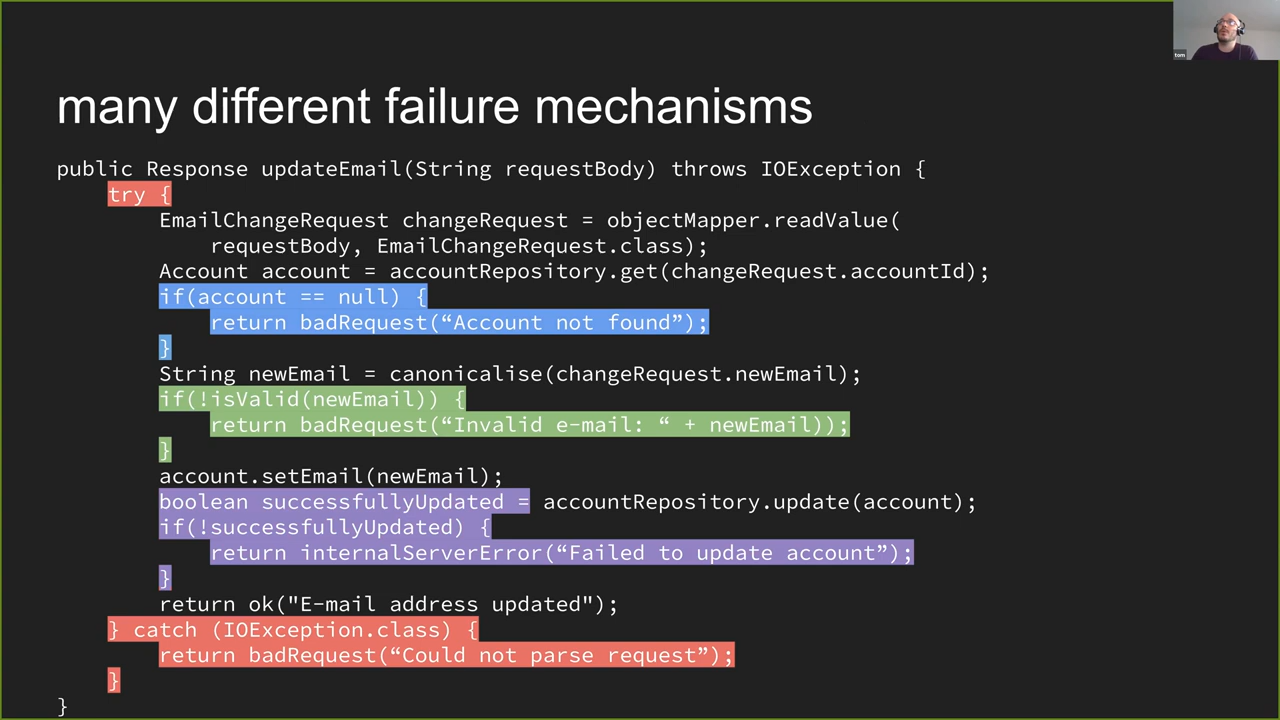 tom
many different failure mechanisms
public Response updateEmail(String requestBody) throws IOException {
    try {
        EmailChangeRequest changeRequest = objectMapper.readValue(
            requestBody, EmailChangeRequest.class);
        Account account = accountRepository.get(changeRequest.accountId);
        if(account == null) {
            return badRequest(“Account not found”);
        }
        String newEmail = canonicalise(changeRequest.newEmail);
        if(!isValid(newEmail)) {
            return badRequest(“Invalid e-mail: “ + newEmail));
        }
        account.setEmail(newEmail);
        boolean successfullyUpdated = accountRepository.update(account);
        if(!successfullyUpdated) {
            return internalServerError(“Failed to update account”);
        }
        return ok("E-mail address updated");
    } catch (IOException.class) {
        return badRequest(“Could not parse request”);
    }
}